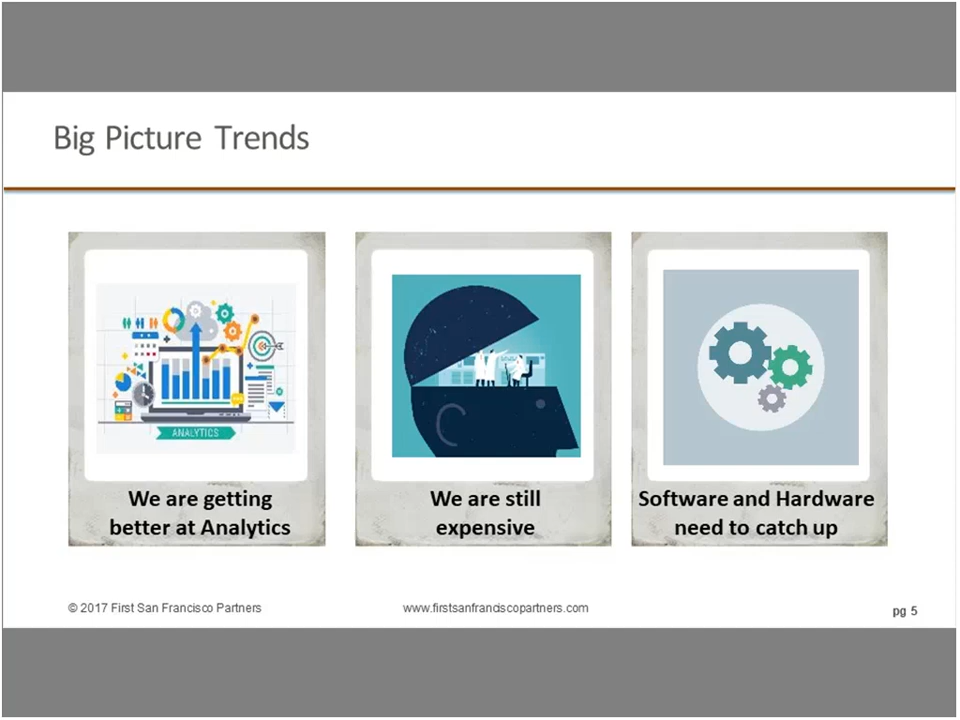 Big Picture Trends
ANALYTICS
We are getting
better at Analytics
We are still
expensive
Software and Hardware
need to catch up
© 2017 First San Francisco Partners
www.firstsanfranciscopartners.com
pg 5